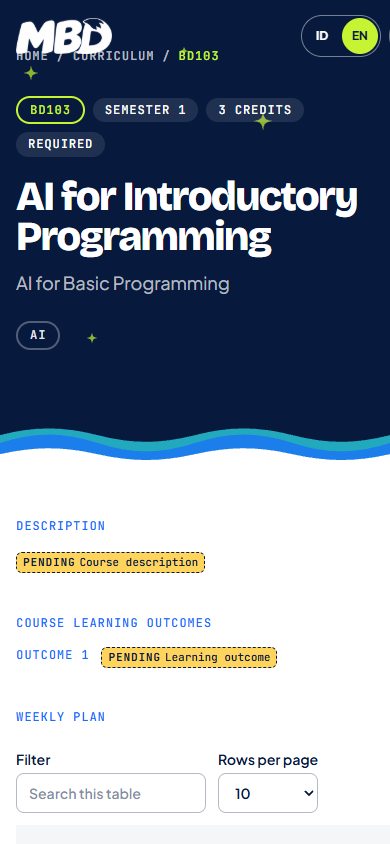 MBD
ID EN
HOME / CURRICULUM / BD103
BD103 SEMESTER 1 3 CREDITS
REQUIRED
AI for Introductory
Programming
AI for Basic Programming
AI
DESCRIPTION
PENDING Course description
COURSE LEARNING OUTCOMES
OUTCOME 1 PENDING Learning outcome
WEEKLY PLAN
Filter Rows per page
Search this table 10